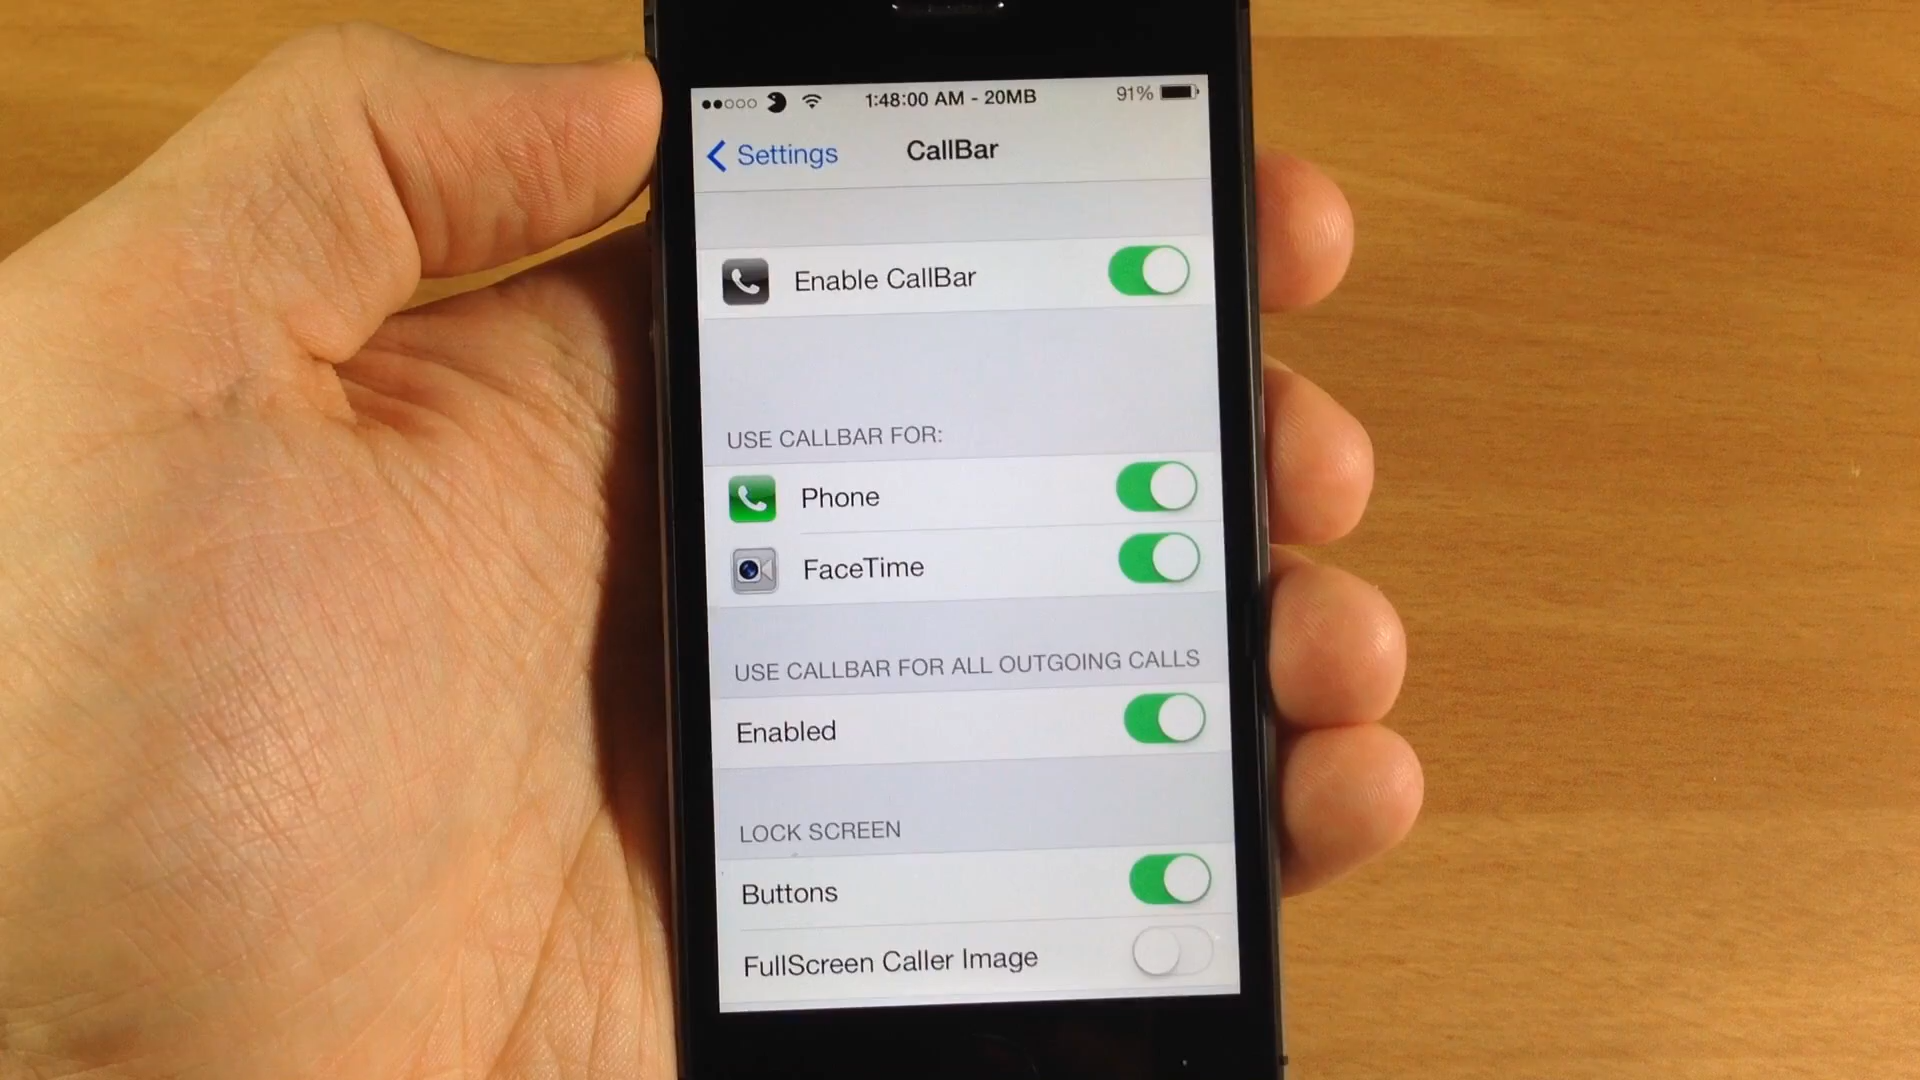 1:48:00 AM - 20MB 91%
Settings CallBar
Enable CallBar
USE CALLBAR FOR:
Phone
FaceTime
USE CALLBAR FOR ALL OUTGOING CALLS
Enabled
LOCK SCREEN
Buttons
FullScreen Caller Image